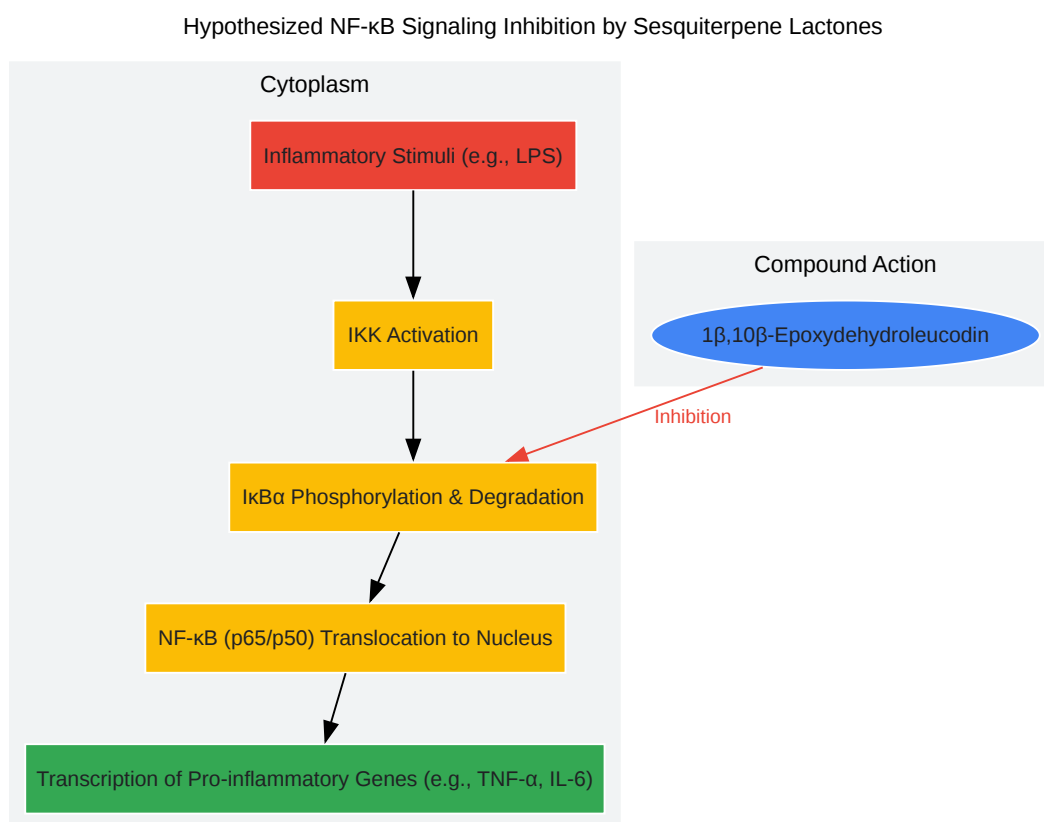 Hypothesized NF-κB Signaling Inhibition by Sesquiterpene Lactones
Cytoplasm
Inflammatory Stimuli (e.g., LPS)
Compound Action
IKK Activation
1β,10β-Epoxydehydroleucodin
Inhibition
IκBα Phosphorylation & Degradation
NF-κB (p65/p50) Translocation to Nucleus
Transcription of Pro-inflammatory Genes (e.g., TNF-α, IL-6)